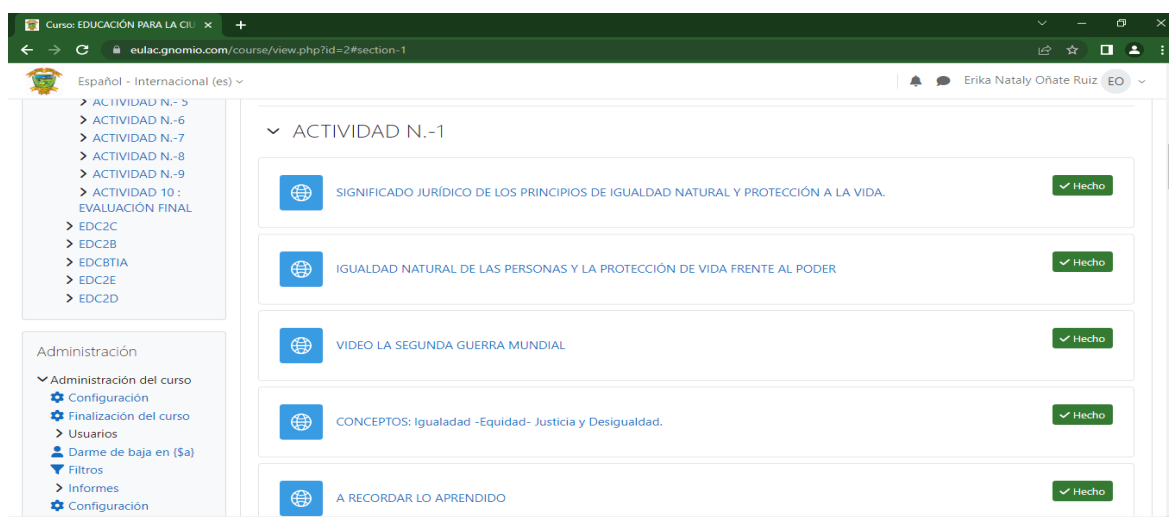 Curso: EDUCACIÓN PARA LA CIU
eulac.gnomio.com/course/view.php?id=2#section-1
Español - Internacional (es)
Erika Nataly Oñate Ruiz EO
ACTIVIDAD N.- 5
ACTIVIDAD N.-6
ACTIVIDAD N.-7
ACTIVIDAD N.-8
ACTIVIDAD N.-9
ACTIVIDAD 10 :
EVALUACIÓN FINAL
EDC2C
EDC2B
EDCBTIA
EDC2E
EDC2D
Administración
Administración del curso
Configuración
Finalización del curso
Usuarios
Darme de baja en {$a}
Filtros
Informes
Configuración
ACTIVIDAD N.-1
SIGNIFICADO JURÍDICO DE LOS PRINCIPIOS DE IGUALDAD NATURAL Y PROTECCIÓN A LA VIDA.
Hecho
IGUALDAD NATURAL DE LAS PERSONAS Y LA PROTECCIÓN DE VIDA FRENTE AL PODER
Hecho
VIDEO LA SEGUNDA GUERRA MUNDIAL
Hecho
CONCEPTOS: Igualadad -Equidad- Justicia y Desigualdad.
Hecho
A RECORDAR LO APRENDIDO
Hecho